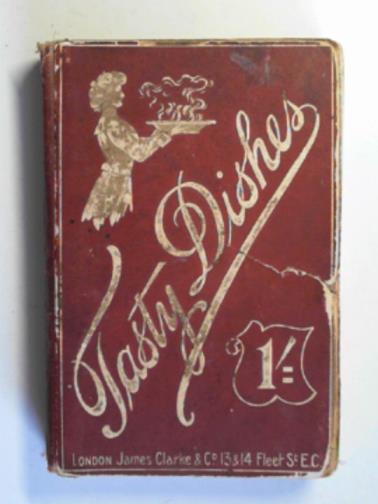 Tasty Dishes
1/=
LONDON James Clarke & Co 13 & 14 Fleet St E.C.